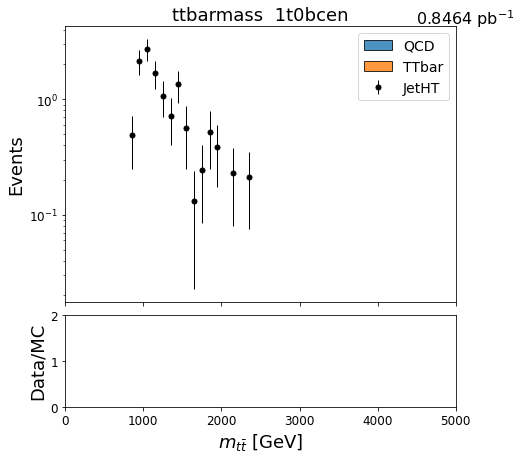 ttbarmass 1t0bcen
0.8464 pb⁻¹
QCD
TTbar
JetHT
Events
10⁰
10⁻¹
Data/MC
2
1
0
0 1000 2000 3000 4000 5000
m_{tt̄} [GeV]